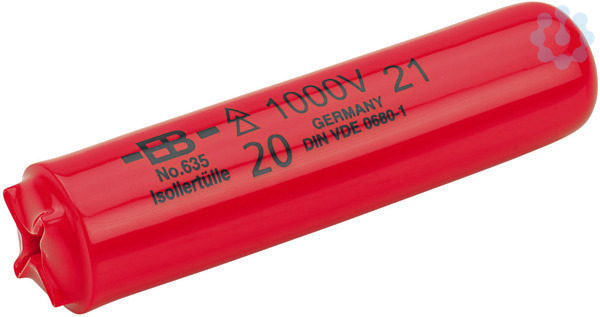 -EB- 1000V 21
No.635 20 GERMANY
Isoliertülle DIN VDE 0680-1